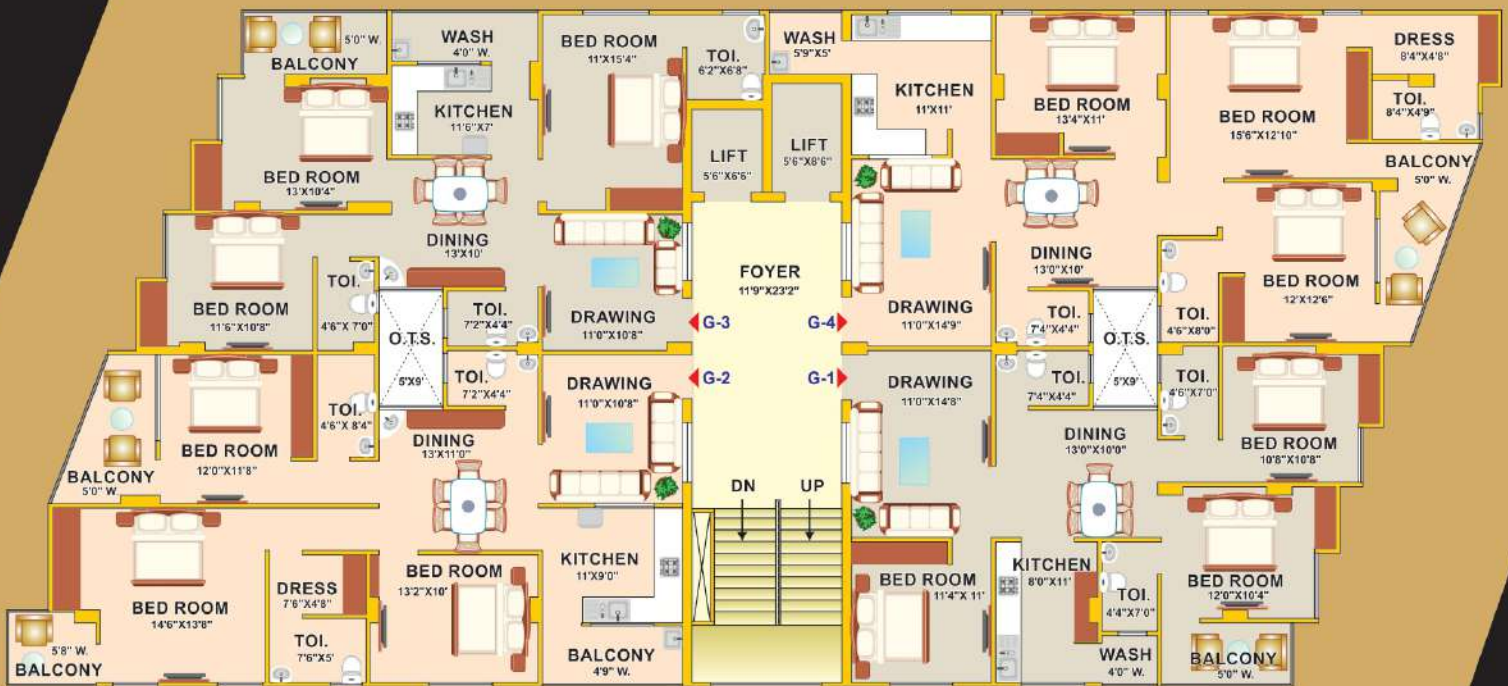 5'0" W.
BALCONY
WASH
4'0" W.
KITCHEN
11'6"X7'
BED ROOM
11'X15'4"
TOI.
6'2"X6'8"
BED ROOM
13'X10'4"
LIFT
5'6"X6'6"
LIFT
5'6"X8'6"
BED ROOM
11'6"X10'8"
TOI.
4'6"X 7'0"
DINING
13'X10'
TOI.
7'2"X4'4"
DRAWING
11'0"X10'8"
O.T.S.
5'X9'
FOYER
11'9"X23'2"
G-3
G-4
G-2
G-1
WASH
5'9"X5'
KITCHEN
11'X11'
BED ROOM
13'4"X11'
BED ROOM
15'6"X12'10"
DRESS
8'4"X4'8"
TOI.
8'4"X4'9"
BALCONY
5'0" W.
BED ROOM
12'X12'6"
DINING
13'0"X10'
DRAWING
11'0"X14'9"
TOI.
7'4"X4'4"
O.T.S.
5'X9'
TOI.
4'6"X8'0"
BALCONY
5'0" W.
BED ROOM
12'0"X11'8"
TOI.
4'6"X 8'4"
TOI.
7'2"X4'4"
DINING
13'X11'0"
DRAWING
11'0"X10'8"
BED ROOM
14'6"X13'8"
5'8" W.
BALCONY
DRESS
7'6"X4'8"
TOI.
7'6"X5'
BED ROOM
13'2"X10'
KITCHEN
11'X9'0"
BALCONY
4'9" W.
DN
UP
DRAWING
11'0"X14'8"
TOI.
7'4"X4'4"
TOI.
4'6"X7'0"
BED ROOM
10'8"X10'8"
DINING
13'0"X10'0"
BED ROOM
11'4"X 11'
KITCHEN
8'0"X11'
TOI.
4'4"X7'0"
WASH
4'0" W.
BED ROOM
12'0"X10'4"
BALCONY
5'0" W.